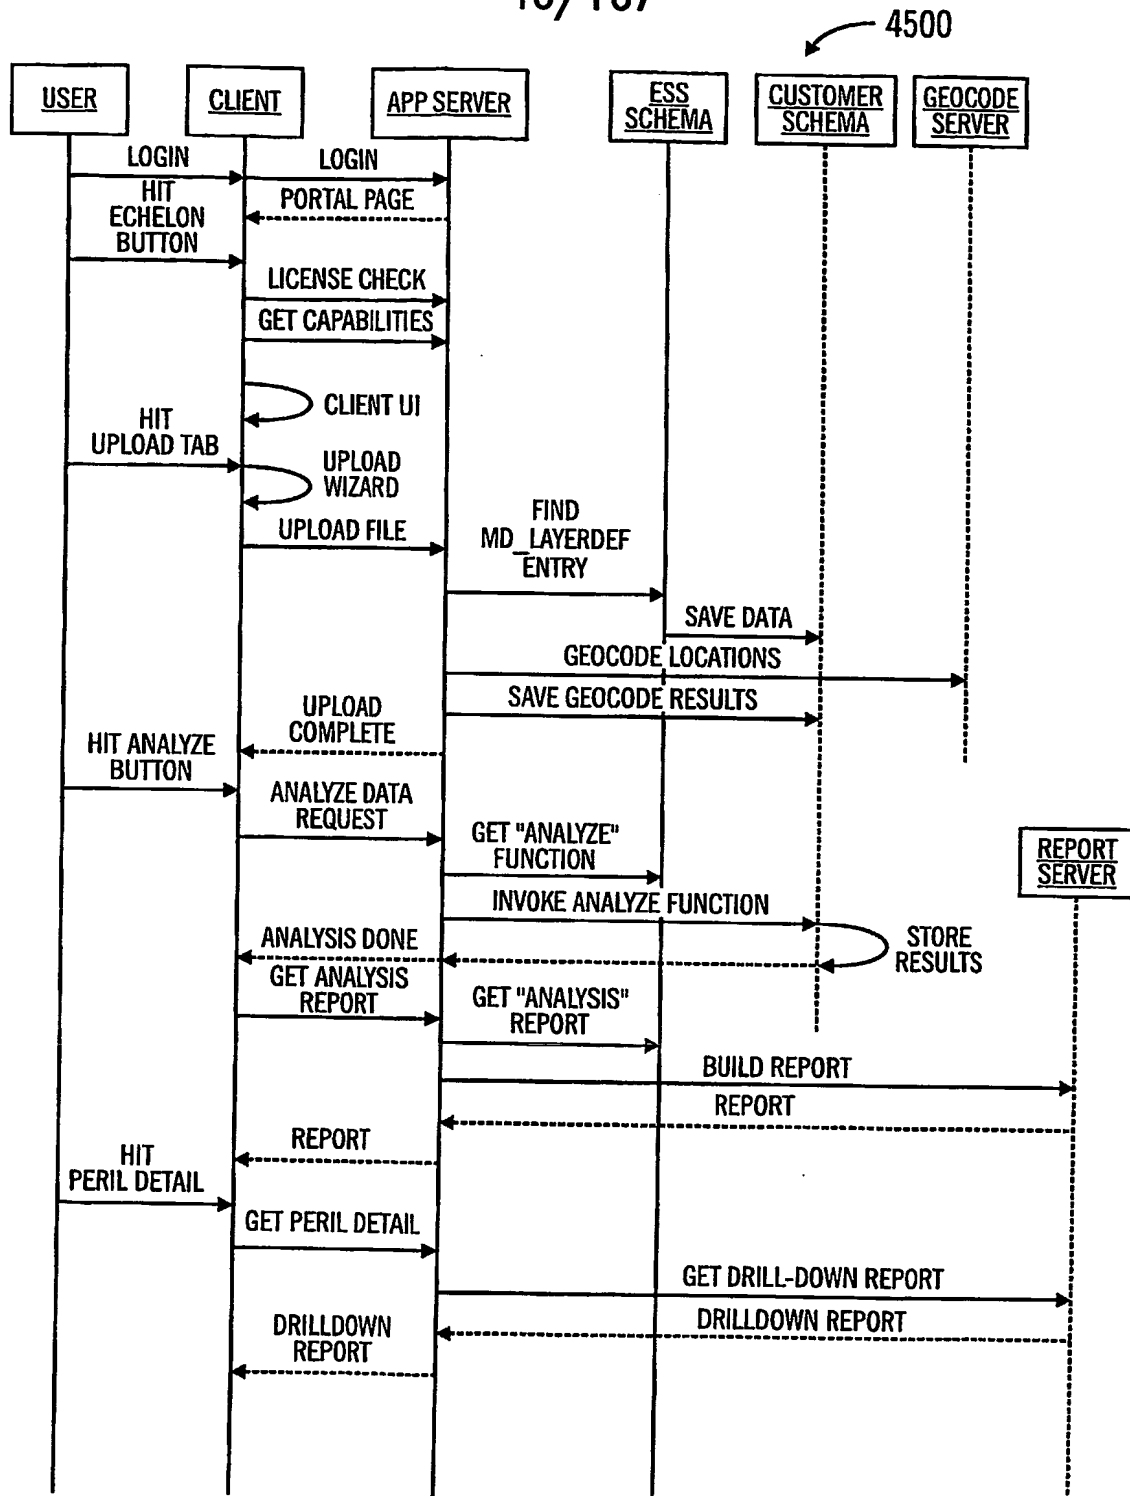 4500
USER
CLIENT
APP SERVER
ESS
SCHEMA
CUSTOMER
SCHEMA
GEOCODE
SERVER
LOGIN
LOGIN
HIT
ECHELON
BUTTON
PORTAL PAGE
LICENSE CHECK
GET CAPABILITIES
CLIENT UI
HIT
UPLOAD TAB
UPLOAD
WIZARD
UPLOAD FILE
FIND
MD_LAYERDEF
ENTRY
SAVE DATA
GEOCODE LOCATIONS
SAVE GEOCODE RESULTS
UPLOAD
COMPLETE
HIT ANALYZE
BUTTON
ANALYZE DATA
REQUEST
GET "ANALYZE"
FUNCTION
REPORT
SERVER
INVOKE ANALYZE FUNCTION
STORE
RESULTS
ANALYSIS DONE
GET ANALYSIS
REPORT
GET "ANALYSIS"
REPORT
BUILD REPORT
REPORT
REPORT
HIT
PERIL DETAIL
GET PERIL DETAIL
GET DRILL-DOWN REPORT
DRILLDOWN REPORT
DRILLDOWN
REPORT